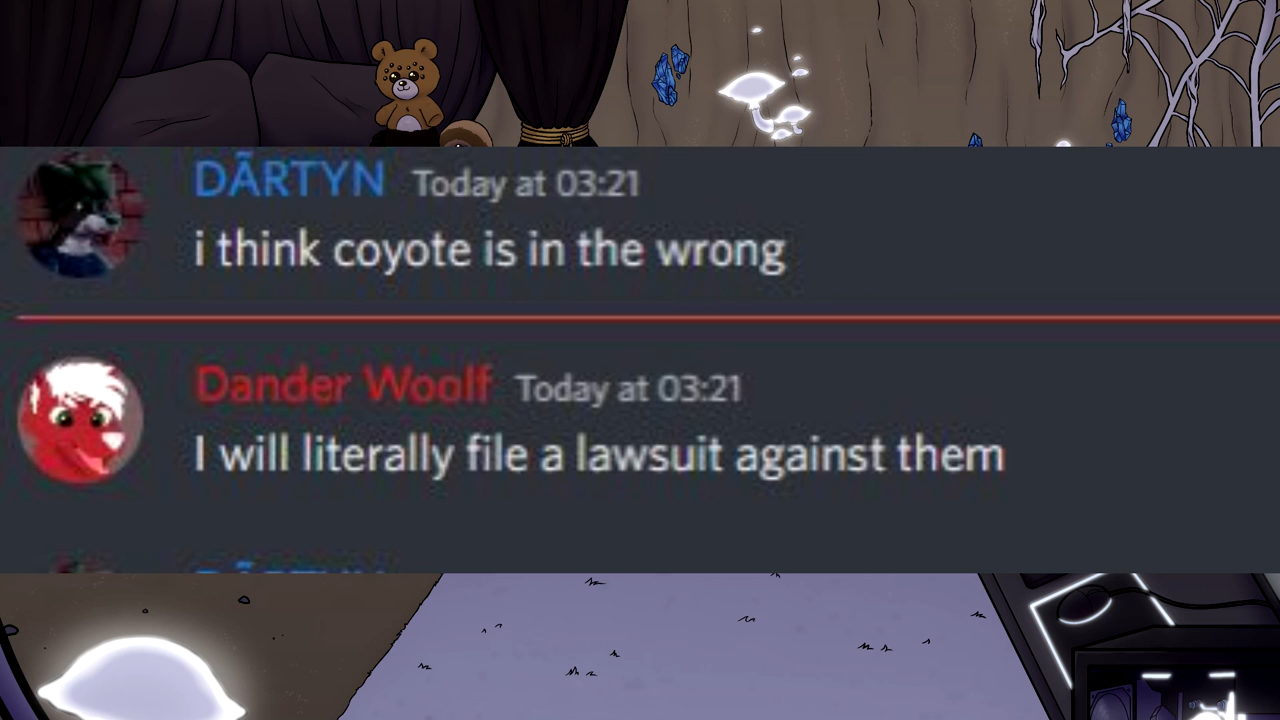 DÃRTYN Today at 03:21
i think coyote is in the wrong
Dander Woolf Today at 03:21
I will literally file a lawsuit against them